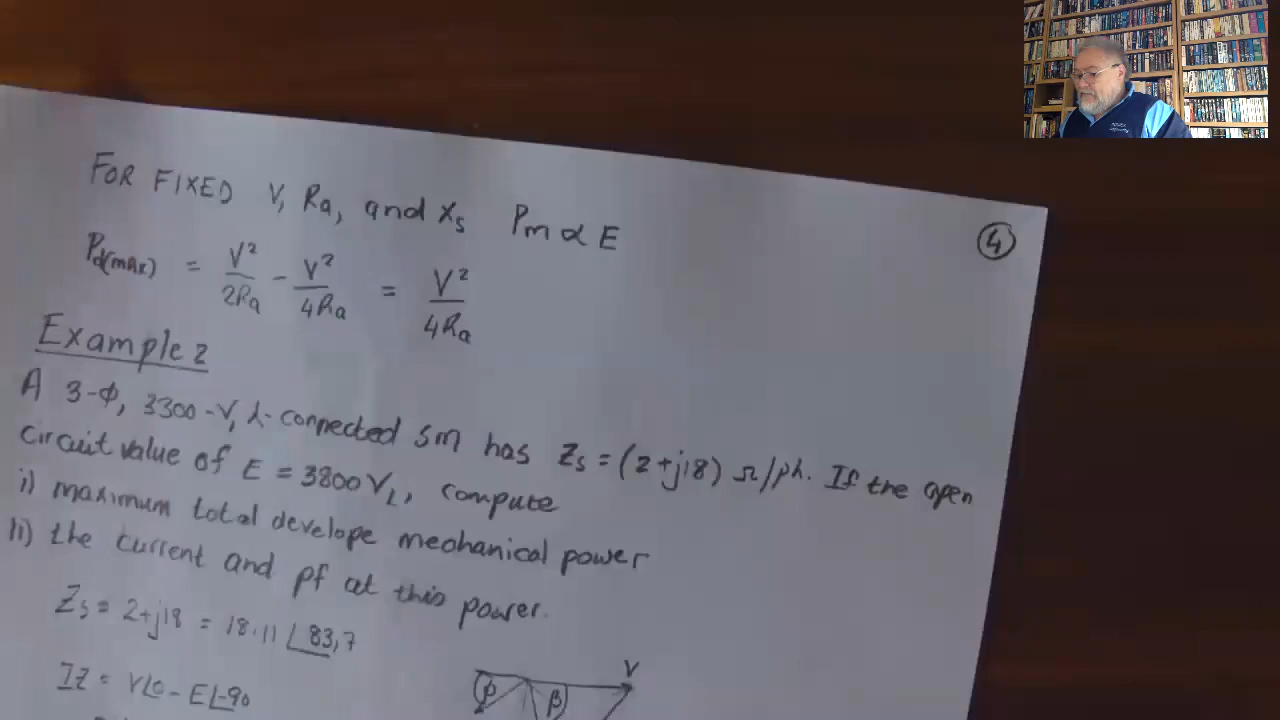 FOR FIXED V, Ra, and Xs Pm ∝ E
④
Pd(max) = V²/2Ra - V²/4Ra = V²/4Ra
Example 2
A 3-Φ, 3300-V, λ-connected SM has Zs = (2+j18) Ω/ph. If the open
circuit value of E = 3800 VL, compute
i) maximum total develope mechanical power
ii) the current and pf at this power.
Zs = 2+j18 = 18.11 ∠83,7
IZ = V∠0 - E∠-90
V
φ β